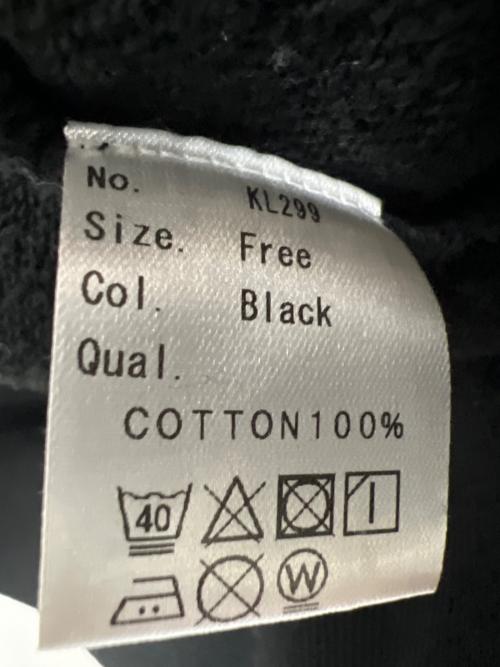 No. KL299
Size. Free
Col. Black
Qual.
COTTON100%
40
W